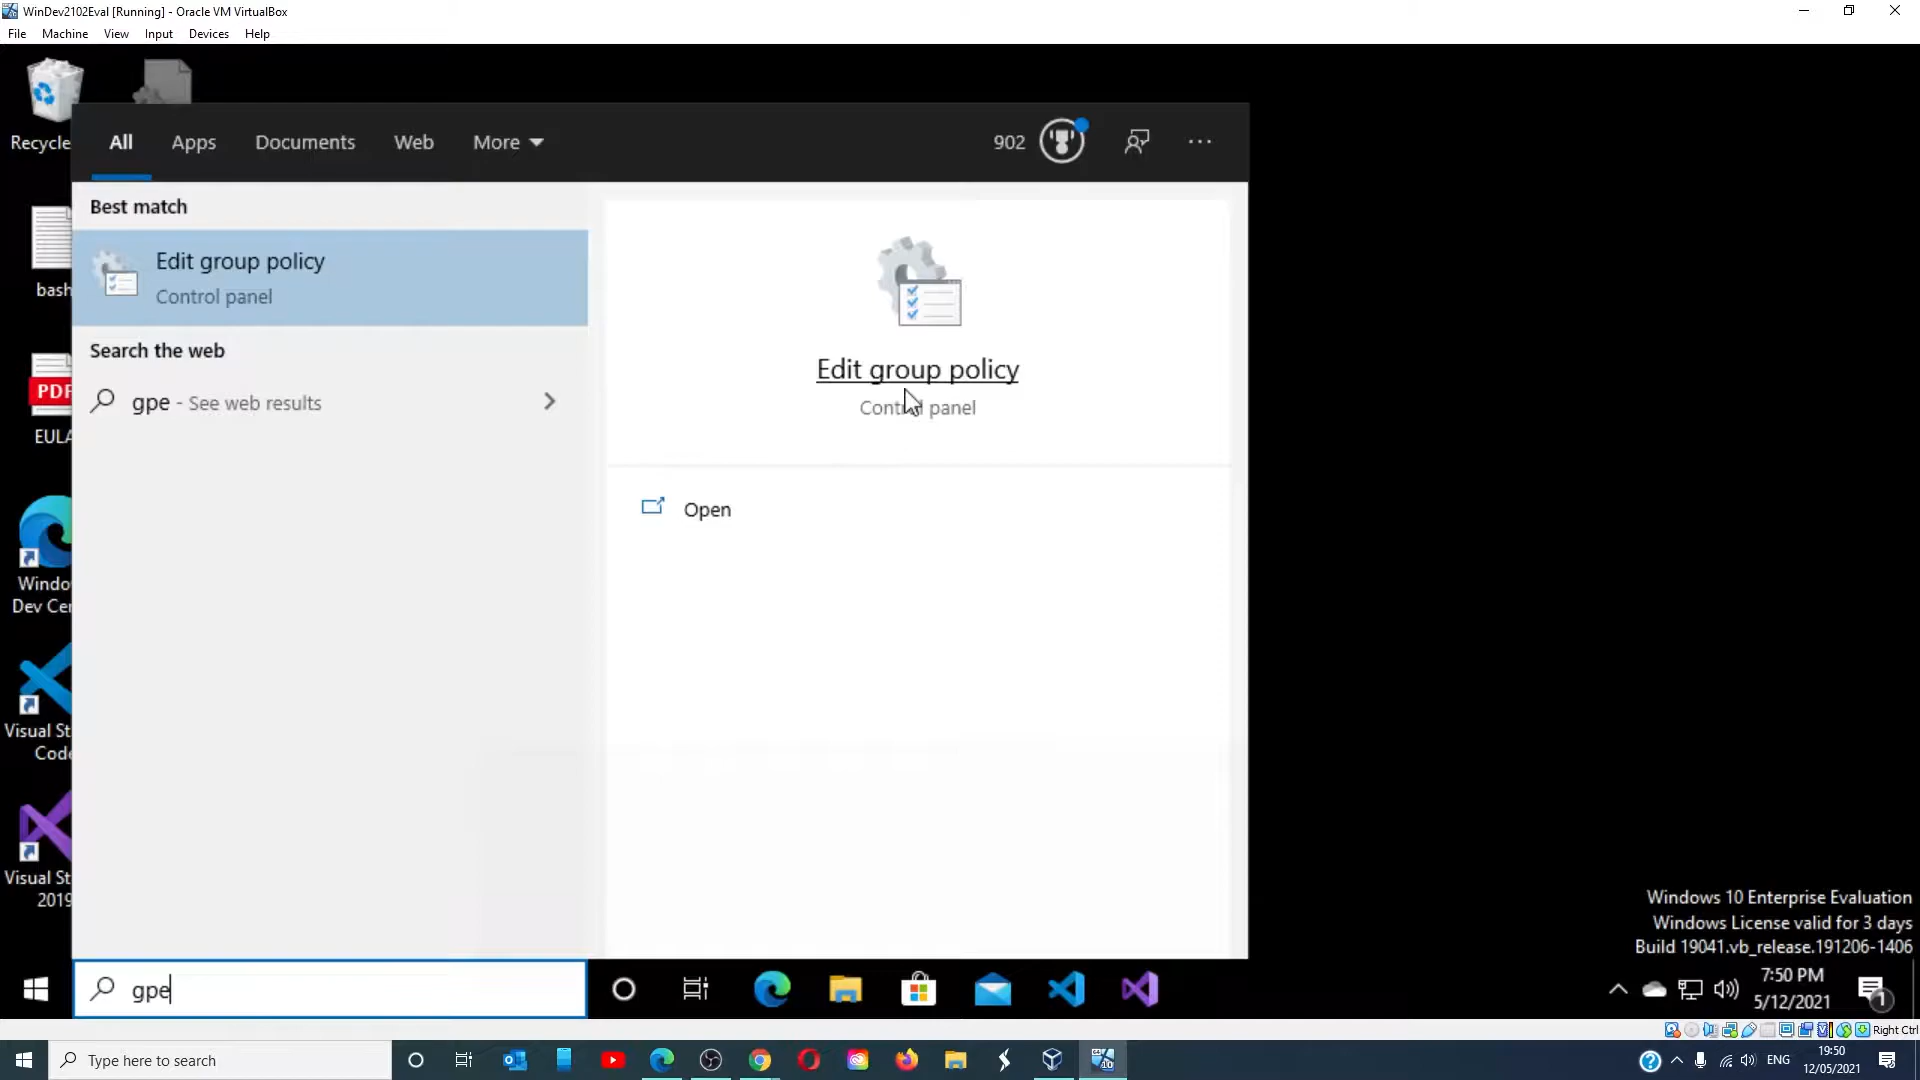 WinDev2102Eval [Running] - Oracle VM VirtualBox
File Machine View Input Devices Help
All Apps Documents Web More 902
Recycle
Best match
Edit group policy
Control panel
Search the web
gpe - See web results
Edit group policy
Control panel
Open
bash
PDF
EULA
Windo
Dev Cen
Visual St
Code
Visual St
2019
Windows 10 Enterprise Evaluation
Windows License valid for 3 days
Build 19041.vb_release.191206-1406
gpe
7:50 PM
5/12/2021
1
Right Ctrl
Type here to search
ENG
19:50
12/05/2021